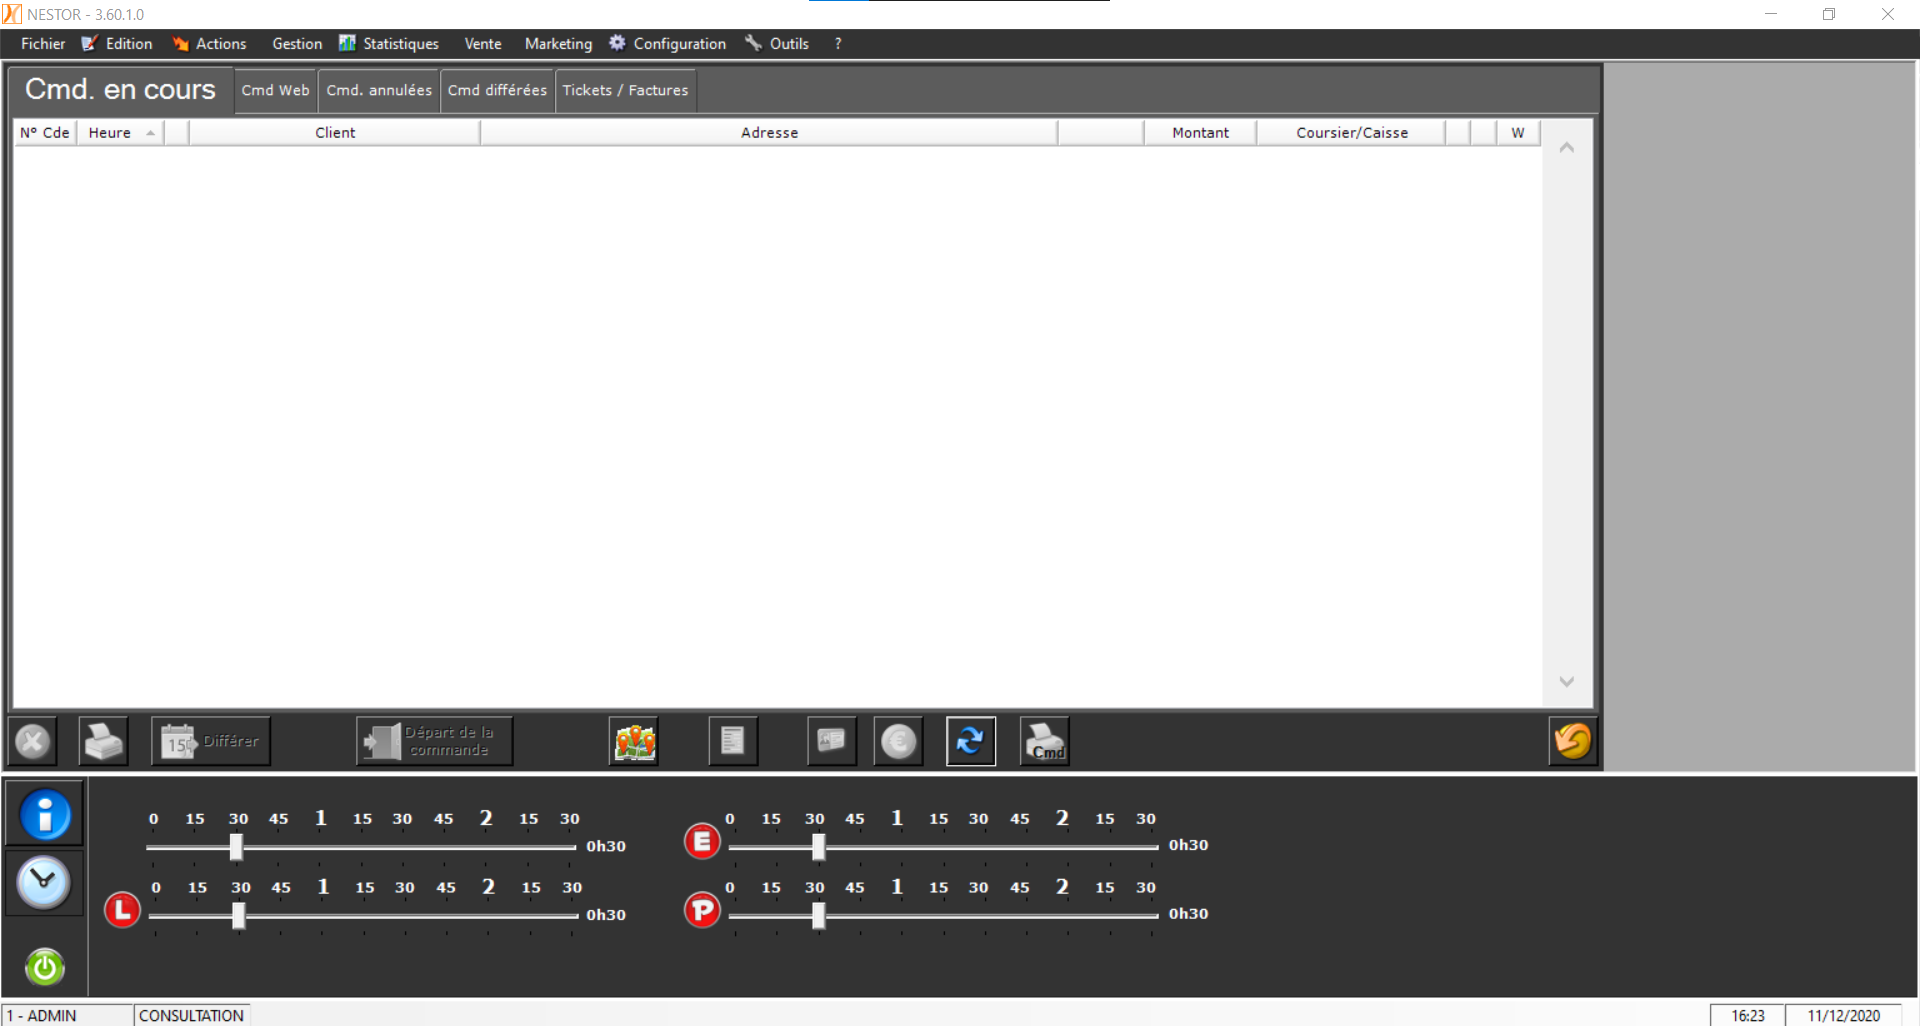 NESTOR - 3.60.1.0
Fichier Edition Actions Gestion Statistiques Vente Marketing Configuration Outils ?
Cmd. en cours Cmd Web Cmd. annulées Cmd différées Tickets / Factures
N° Cde Heure Client Adresse Montant Coursier/Caisse W
15 Différer
Départ de la
commande
€
Cmd
0 15 30 45 1 15 30 45 2 15 30
0h30
E
0 15 30 45 1 15 30 45 2 15 30
0h30
L
0 15 30 45 1 15 30 45 2 15 30
0h30
P
0 15 30 45 1 15 30 45 2 15 30
0h30
1 - ADMIN CONSULTATION 16:23 11/12/2020